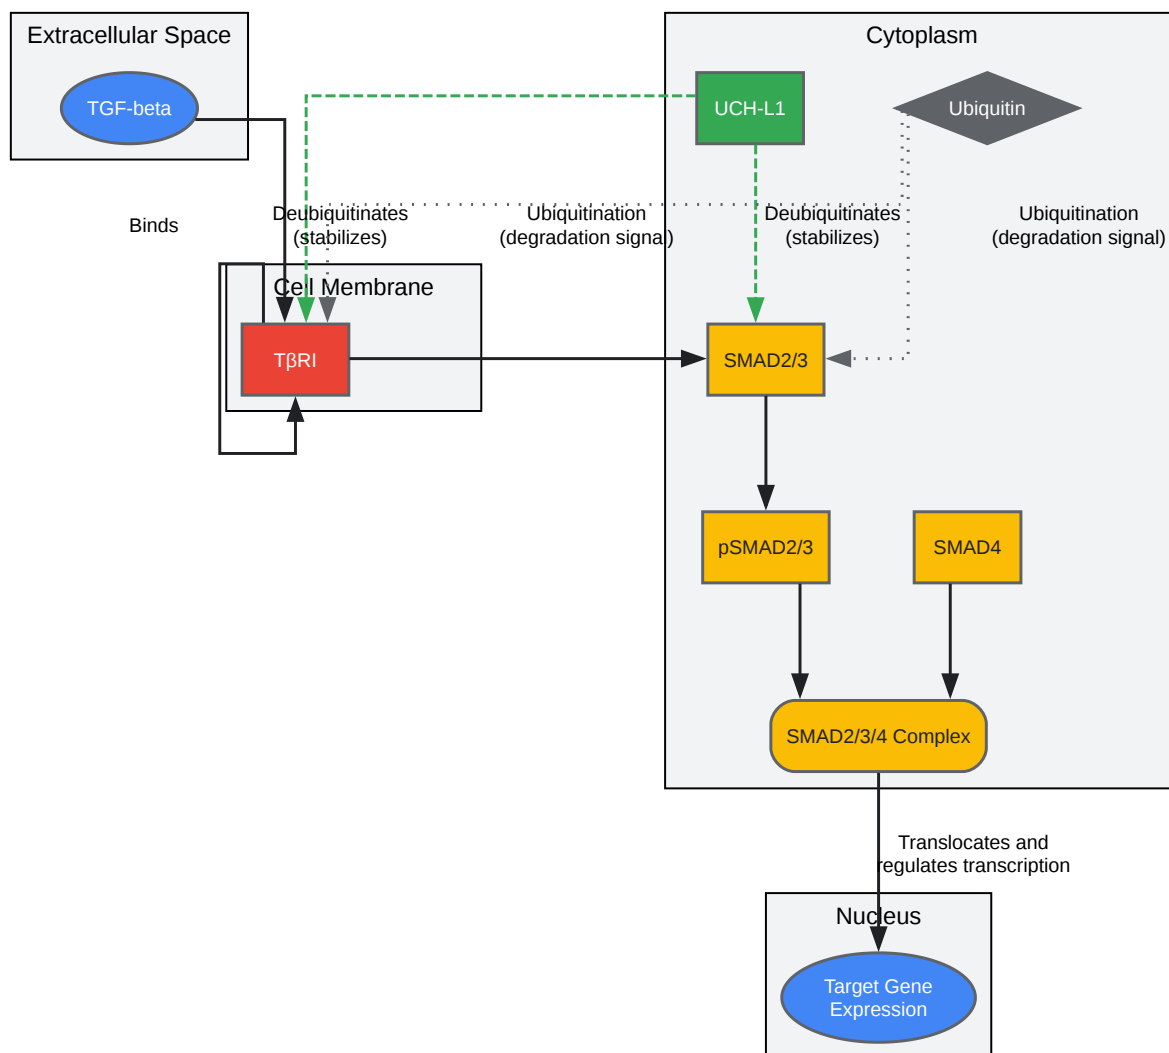 Extracellular Space
Cytoplasm
TGF-beta
UCH-L1
Ubiquitin
Binds
Deubiquitinates
(stabilizes)
Ubiquitination
(degradation signal)
Deubiquitinates
(stabilizes)
Ubiquitination
(degradation signal)
Cell Membrane
TβRI
SMAD2/3
pSMAD2/3
SMAD4
SMAD2/3/4 Complex
Translocates and
regulates transcription
Nucleus
Target Gene
Expression